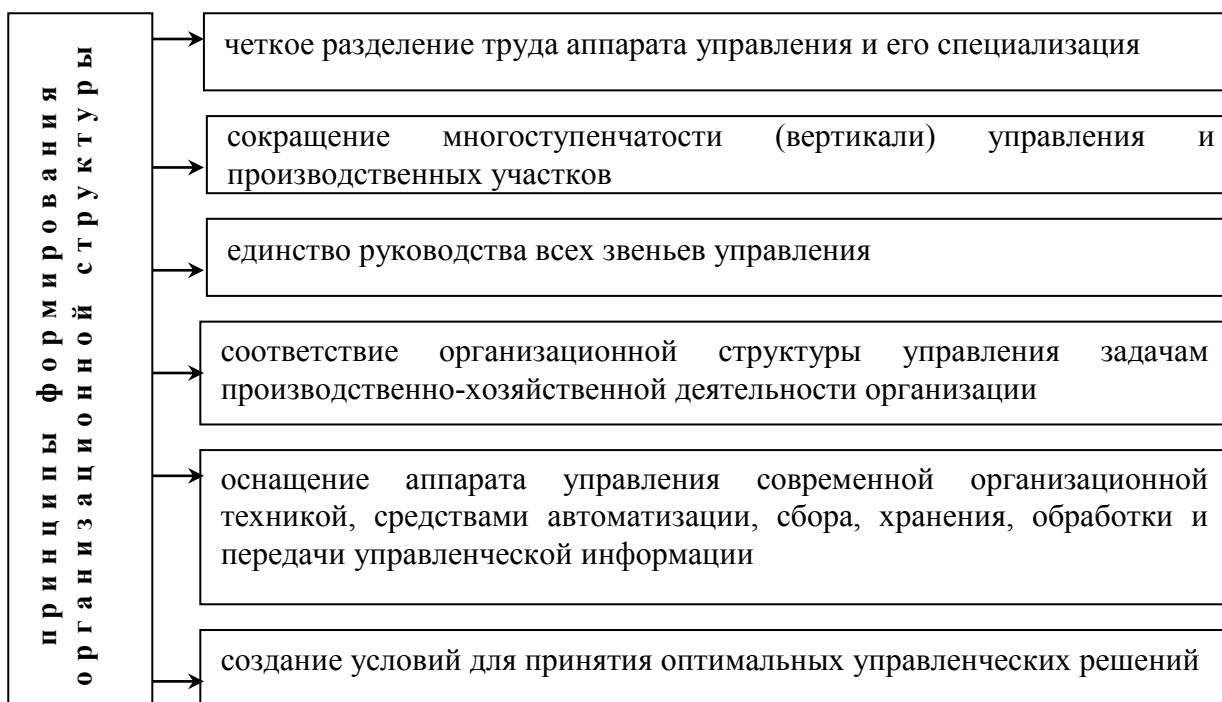 принципы формирования
организационной структуры
четкое разделение труда аппарата управления и его специализация
сокращение многоступенчатости (вертикали) управления и
производственных участков
единство руководства всех звеньев управления
соответствие организационной структуры управления задачам
производственно-хозяйственной деятельности организации
оснащение аппарата управления современной организационной
техникой, средствами автоматизации, сбора, хранения, обработки и
передачи управленческой информации
создание условий для принятия оптимальных управленческих решений